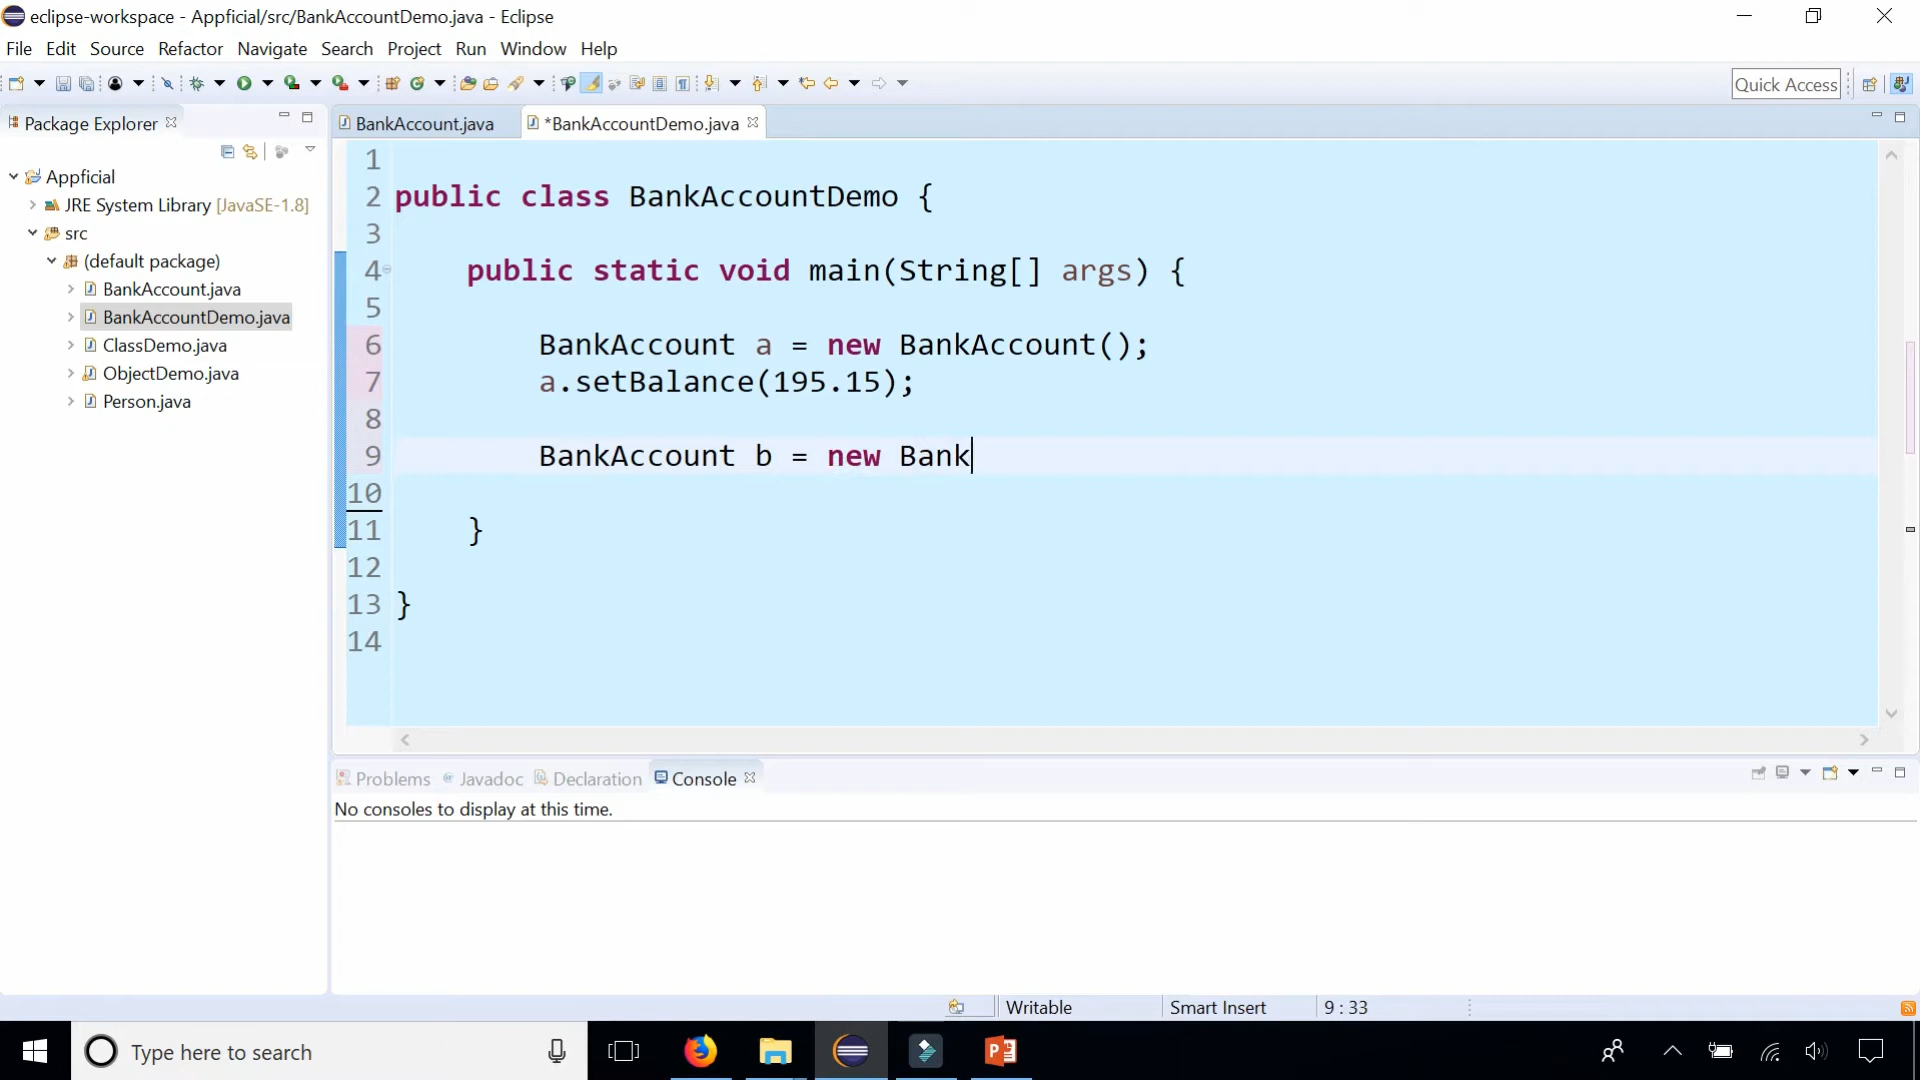 eclipse-workspace - Appficial/src/BankAccountDemo.java - Eclipse
File Edit Source Refactor Navigate Search Project Run Window Help
Quick Access
Package Explorer
BankAccount.java
*BankAccountDemo.java
Appficial
JRE System Library [JavaSE-1.8]
src
(default package)
BankAccount.java
BankAccountDemo.java
ClassDemo.java
ObjectDemo.java
Person.java
1
2 public class BankAccountDemo {
3
4 public static void main(String[] args) {
5
6 BankAccount a = new BankAccount();
7 a.setBalance(195.15);
8
9 BankAccount b = new Bank
10
11 }
12
13 }
14
Problems Javadoc Declaration Console
No consoles to display at this time.
Writable Smart Insert 9 : 33
Type here to search